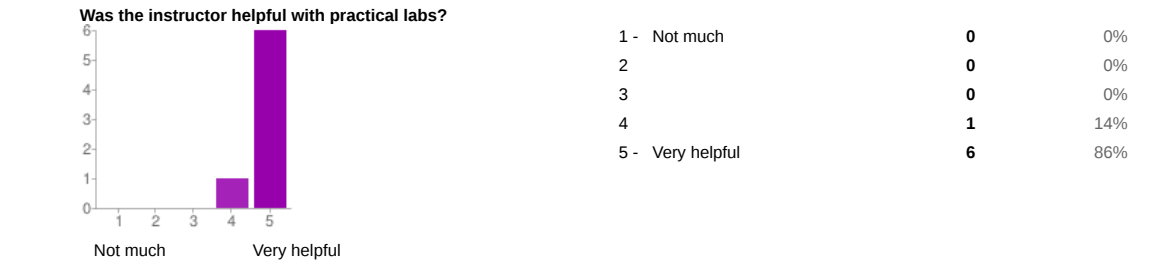 Was the instructor helpful with practical labs?
6
5
4
3
2
1
0
1 2 3 4 5
Not much Very helpful
1 - Not much 0 0%
2 0 0%
3 0 0%
4 1 14%
5 - Very helpful 6 86%